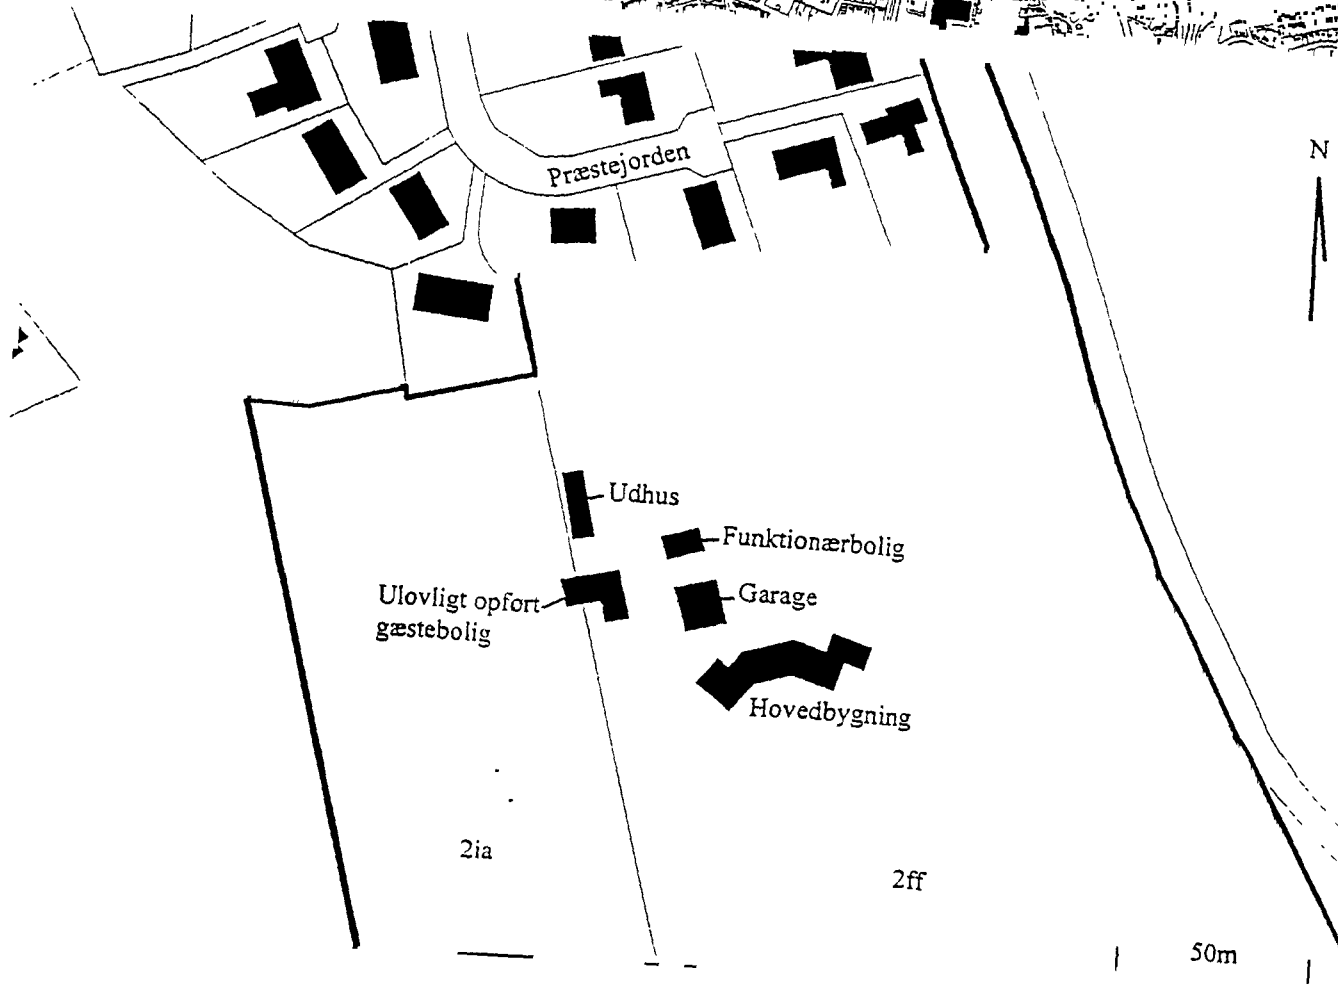 Præstejorden
N
Udhus
Funktionærbolig
Ulovligt opført
gæstebolig
Garage
Hovedbygning
2ia
2ff
50m